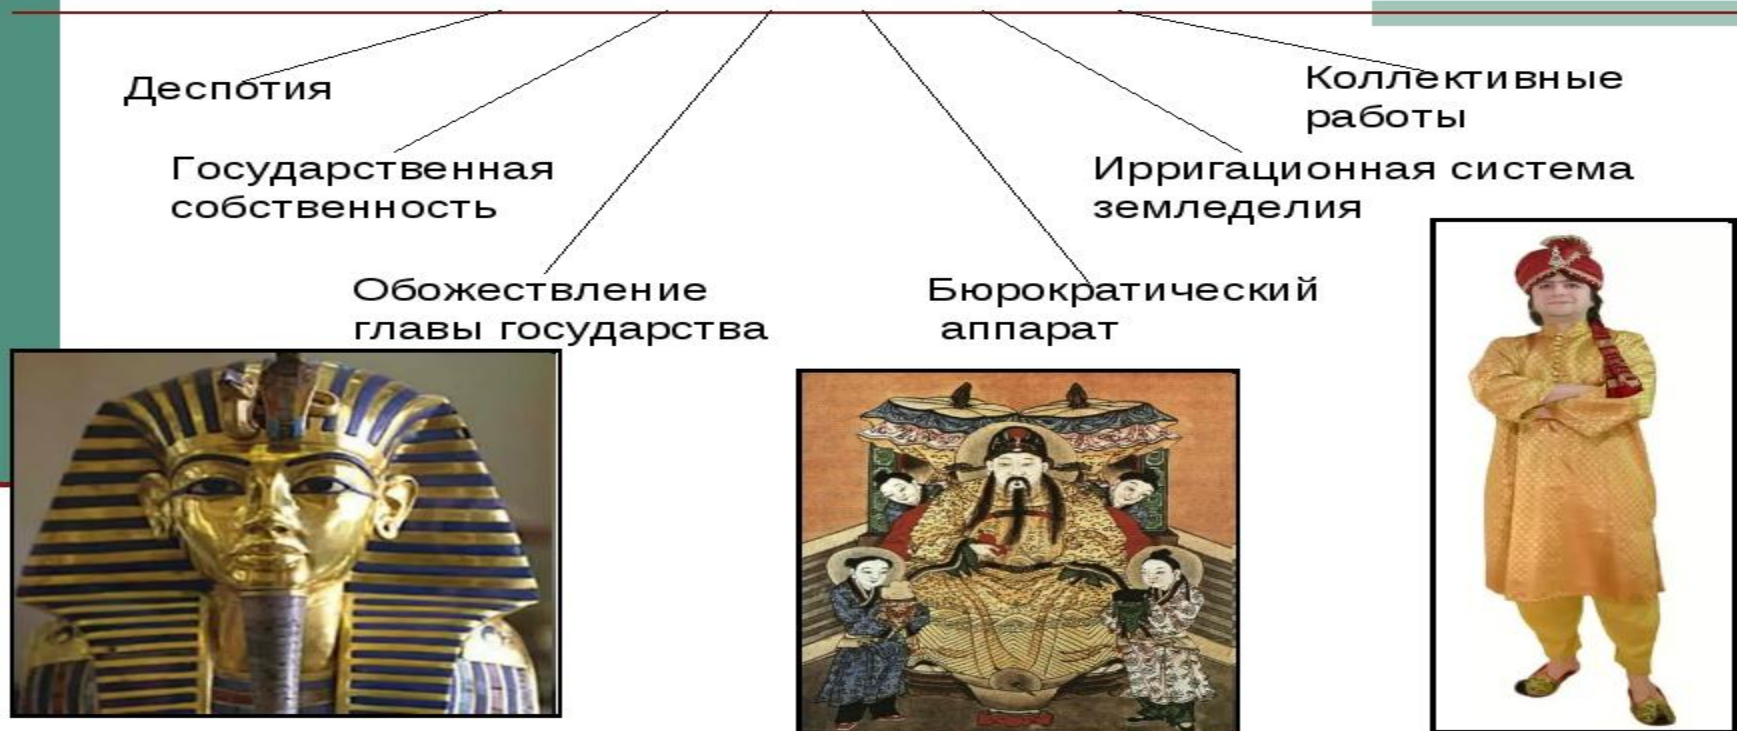 Деспотия
Коллективные
работы
Государственная
собственность
Ирригационная система
земледелия
Обожествление
главы государства
Бюрократический
аппарат